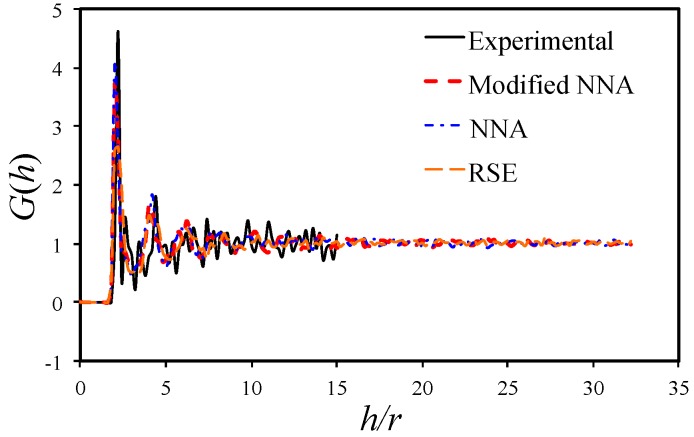 5
4
3
2
1
0
-1
G(h)
Experimental
Modified NNA
NNA
RSE
0 5 10 15 20 25 30 35
h/r